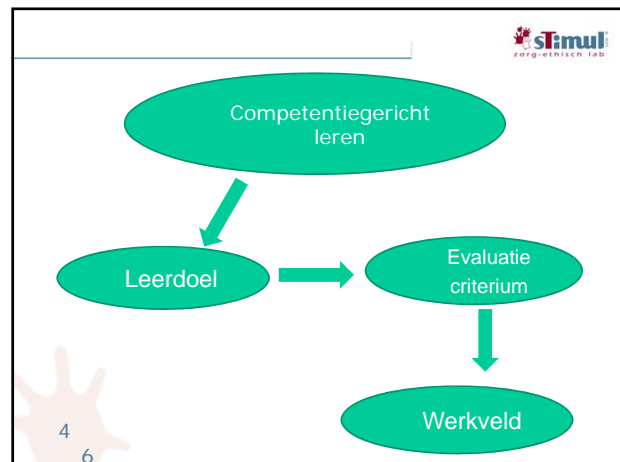 sTimul
zorg-ethisch lab
Competentiegericht
leren
Leerdoel
Evaluatie
criterium
Werkveld
4
6